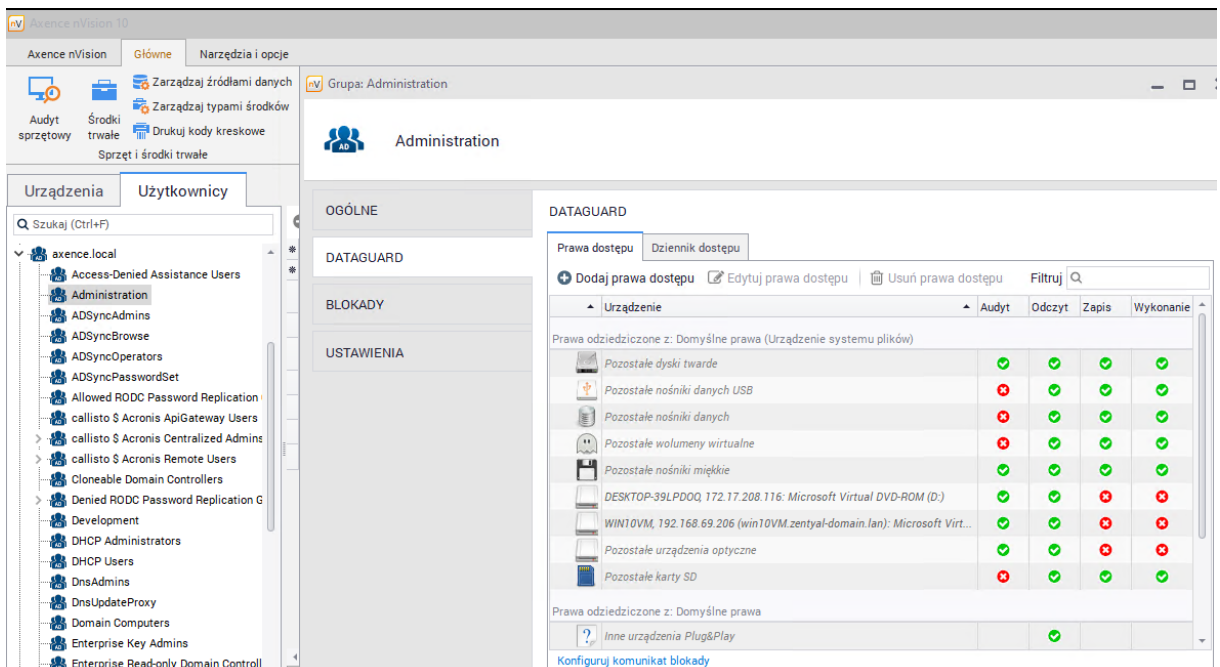 nV Axence nVision 10
Axence nVision Główne Narzędzia i opcje
Zarządzaj źródłami danych
Zarządzaj typami środków
Drukuj kody kreskowe
Audyt sprzętowy
Środki trwałe
Sprzęt i środki trwałe
Urządzenia Użytkownicy
Szukaj (Ctrl+F)
axence.local
Access-Denied Assistance Users
Administration
ADSyncAdmins
ADSyncBrowse
ADSyncOperators
ADSyncPasswordSet
Allowed RODC Password Replication
callisto $ Acronis ApiGateway Users
callisto $ Acronis Centralized Admins
callisto $ Acronis Remote Users
Cloneable Domain Controllers
Denied RODC Password Replication G
Development
DHCP Administrators
DHCP Users
DnsAdmins
DnsUpdateProxy
Domain Computers
Enterprise Key Admins
Enterprise Read-only Domain Controll
nV Grupa: Administration
AD Administration
OGÓLNE
DATAGUARD
BLOKADY
USTAWIENIA
DATAGUARD
Prawa dostępu Dziennik dostępu
Dodaj prawa dostępu Edytuj prawa dostępu Usuń prawa dostępu Filtruj
Urządzenie Audyt Odczyt Zapis Wykonanie
Prawa odziedziczone z: Domyślne prawa (Urządzenie systemu plików)
Pozostałe dyski twarde
Pozostałe nośniki danych USB
Pozostałe nośniki danych
Pozostałe wolumeny wirtualne
Pozostałe nośniki miękkie
DESKTOP-39LPDOO, 172.17.208.116: Microsoft Virtual DVD-ROM (D:)
WIN10VM, 192.168.69.206 (win10VM.zentyal-domain.lan): Microsoft Virt...
Pozostałe urządzenia optyczne
Pozostałe karty SD
Prawa odziedziczone z: Domyślne prawa
? Inne urządzenia Plug&Play
Konfiguruj komunikat blokady